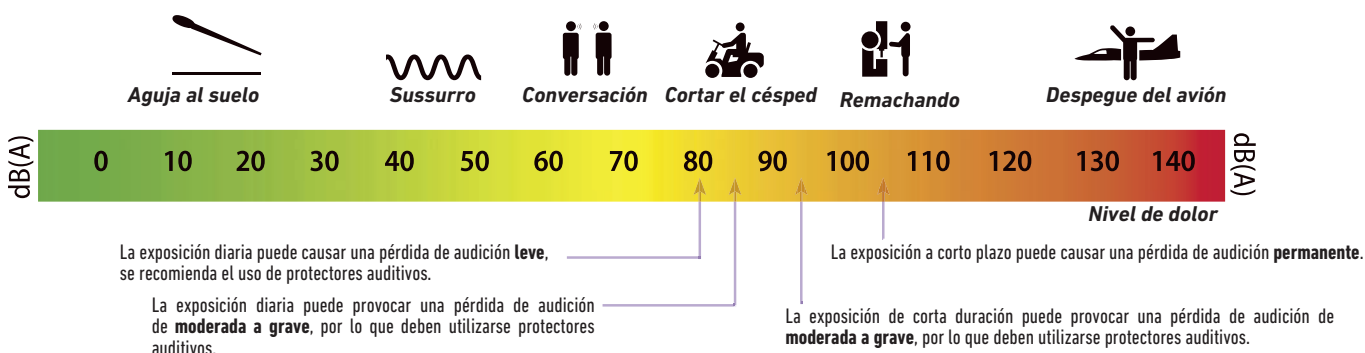 Aguja al suelo
Sussurro
Conversación
Cortar el césped
Remachando
Despegue del avión
dB(A) 0 10 20 30 40 50 60 70 80 90 100 110 120 130 140 dB(A)
Nivel de dolor
La exposición diaria puede causar una pérdida de audición leve,
se recomienda el uso de protectores auditivos.
La exposición a corto plazo puede causar una pérdida de audición permanente.
La exposición diaria puede provocar una pérdida de audición
de moderada a grave, por lo que deben utilizarse protectores
auditivos.
La exposición de corta duración puede provocar una pérdida de audición de
moderada a grave, por lo que deben utilizarse protectores auditivos.